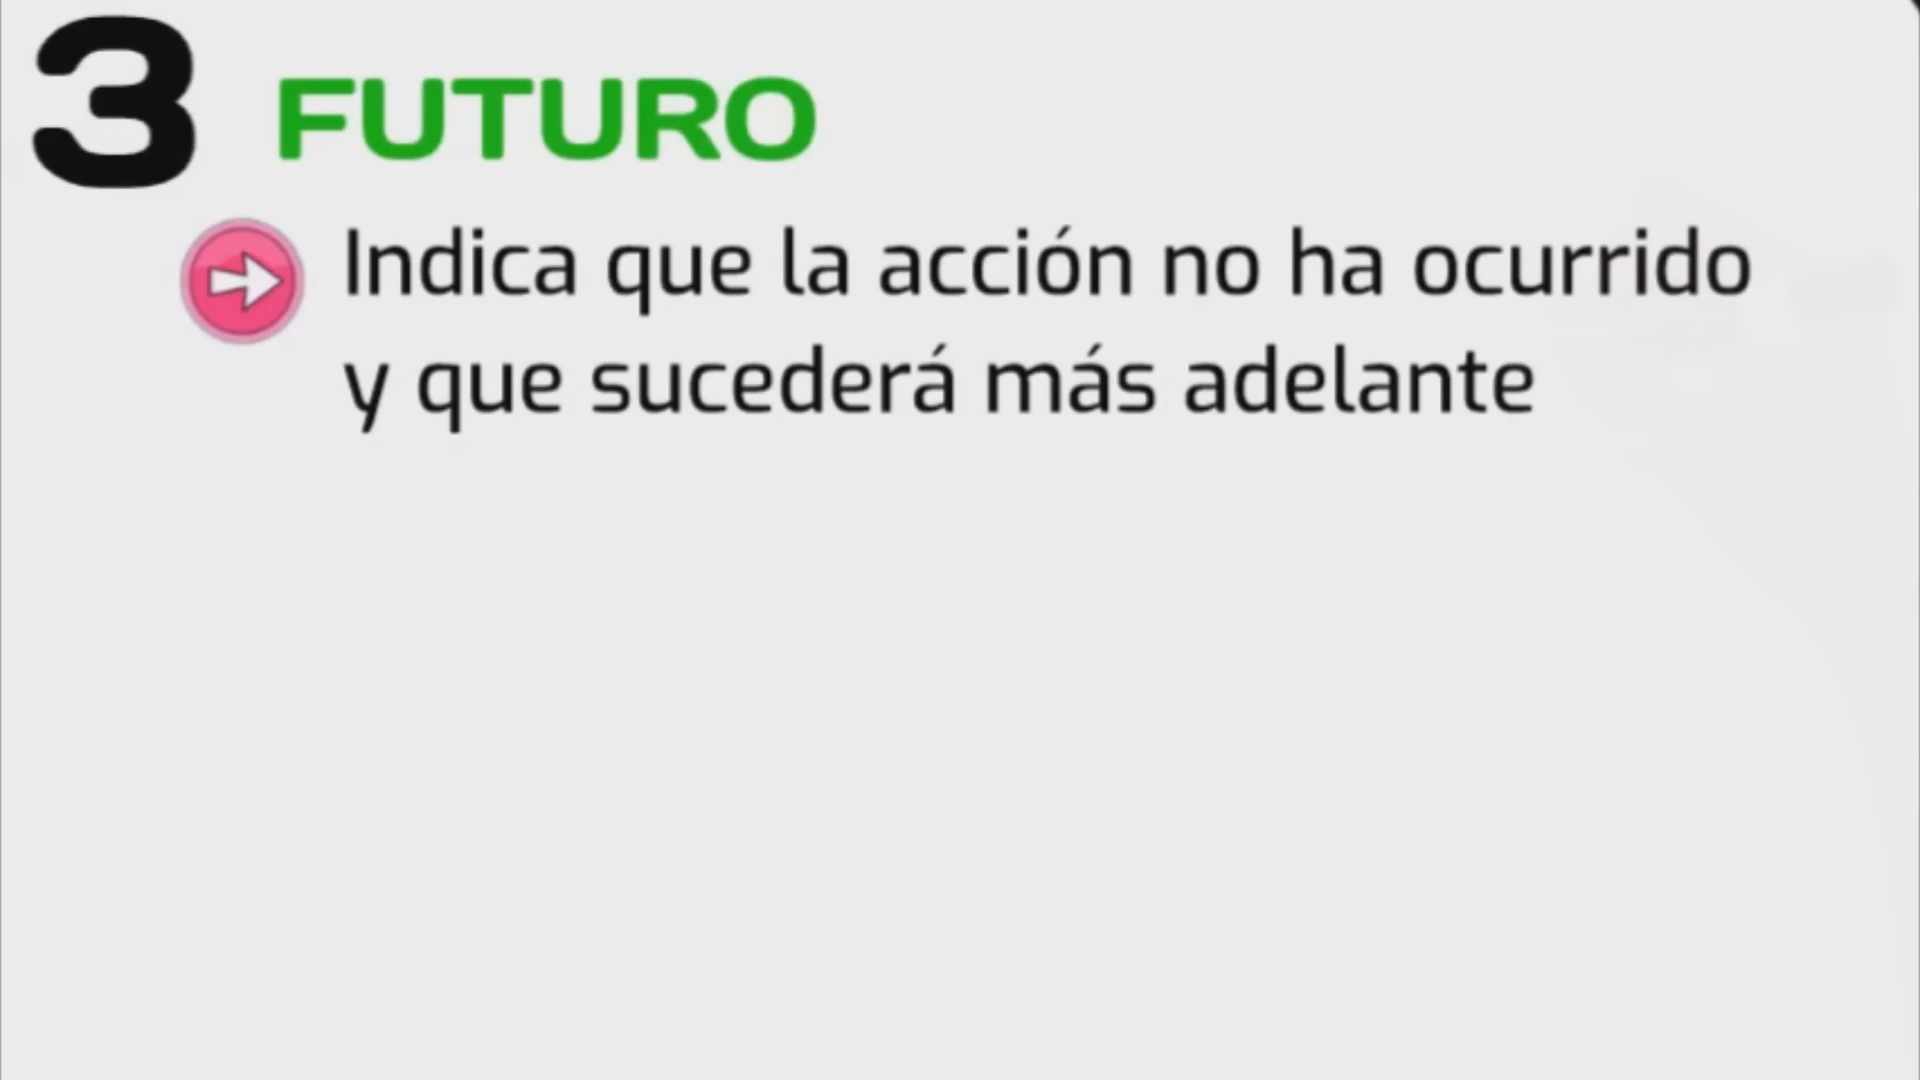 3 FUTURO
Indica que la acción no ha ocurrido
y que sucederá más adelante